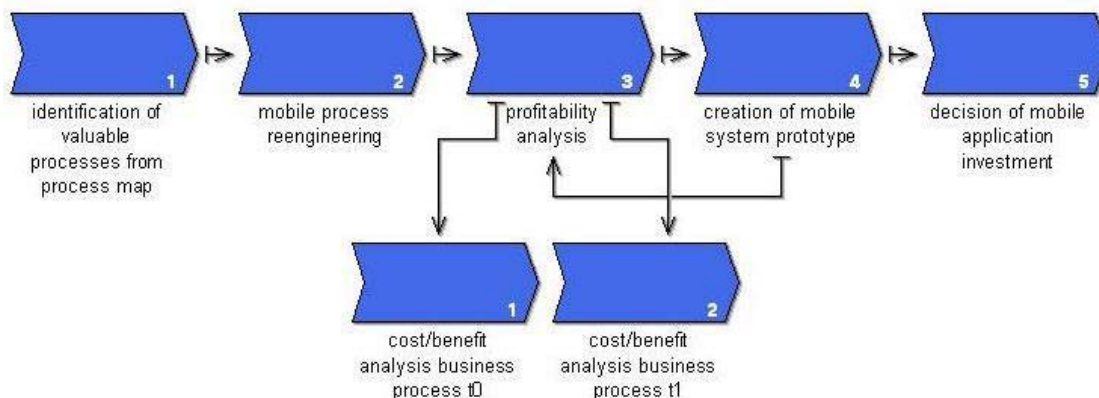 1
identification of
valuable
processes from
process map
2
mobile process
reengineering
3
profitability
analysis
4
creation of mobile
system prototype
5
decision of mobile
application
investment
1
cost/benefit
analysis business
process t0
2
cost/benefit
analysis business
process t1